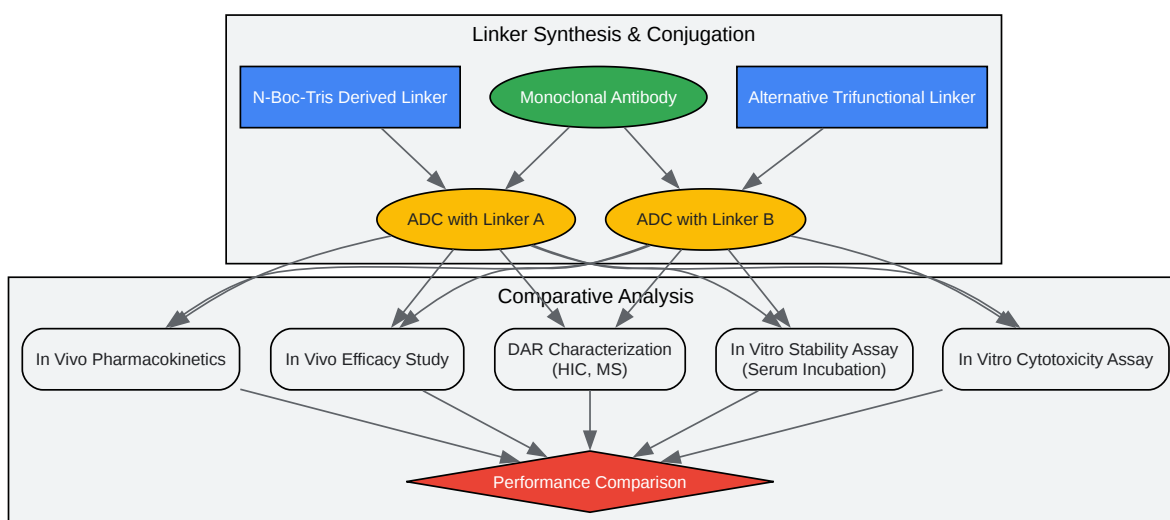 Linker Synthesis & Conjugation
N-Boc-Tris Derived Linker
Monoclonal Antibody
Alternative Trifunctional Linker
ADC with Linker A
ADC with Linker B
Comparative Analysis
In Vivo Pharmacokinetics
In Vivo Efficacy Study
DAR Characterization
(HIC, MS)
In Vitro Stability Assay
(Serum Incubation)
In Vitro Cytotoxicity Assay
Performance Comparison